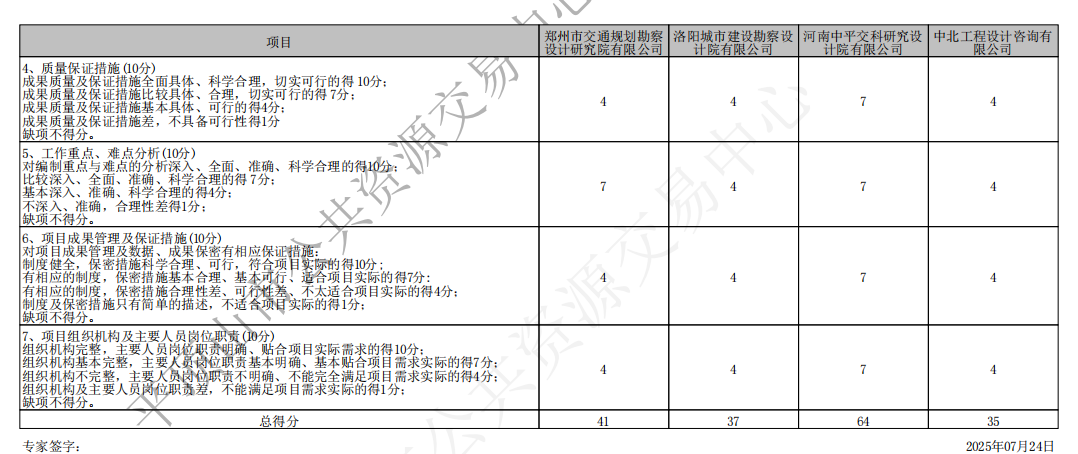 项目
郑州市交通规划勘察
设计研究院有限公司
洛阳城市建设勘察设
计院有限公司
河南中平交科研究设
计院有限公司
中北工程设计咨询有
限公司
4、质量保证措施(10分)
成果质量及保证措施全面具体、科学合理，切实可行的得 10分；
成果质量及保证措施比较具体、合理，切实可行的得 7分；
成果质量及保证措施基本具体、可行的得4分；
成果质量及保证措施差，不具备可行性得1分
缺项不得分。
4 4 7 4
5、工作重点、难点分析(10分)
对编制重点与难点的分析深入、全面、准确、科学合理的得10分；
比较深入、全面、准确、科学合理的得 7分；
基本深入、准确、科学合理的得4分；
不深入、准确，合理性差得1分；
缺项不得分。
7 4 7 4
6、项目成果管理及保证措施(10分)
对项目成果管理及数据、成果保密有相应保证措施：
制度健全，保密措施科学合理、可行，符合项目实际的得10分；
有相应的制度，保密措施基本合理、基本可行、适合项目实际的得7分；
有相应的制度，保密措施合理性差、可行性差、不太适合项目实际的得4分；
制度及保密措施只有简单的描述，不适合项目实际的得1分；
缺项不得分。
4 4 7 4
7、项目组织机构及主要人员岗位职责(10分)
组织机构完整，主要人员岗位职责明确、贴合项目实际需求的得10分；
组织机构基本完整，主要人员岗位职责基本明确、基本贴合项目需求实际的得7分；
组织机构不完整，主要人员岗位职责不明确、不能完全满足项目需求实际的得4分；
组织机构及主要人员岗位职责差，不能满足项目需求实际的得1分；
缺项不得分。
4 4 7 4
总得分 41 37 64 35
专家签字：
2025年07月24日
平顶山市公共资源交易中心
公共资源交易中心